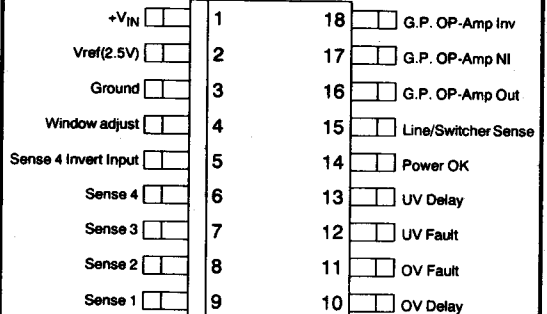 +VIN 1 18 G.P. OP-Amp Inv
Vref(2.5V) 2 17 G.P. OP-Amp NI
Ground 3 16 G.P. OP-Amp Out
Window adjust 4 15 Line/Switcher Sense
Sense 4 Invert Input 5 14 Power OK
Sense 4 6 13 UV Delay
Sense 3 7 12 UV Fault
Sense 2 8 11 OV Fault
Sense 1 9 10 OV Delay